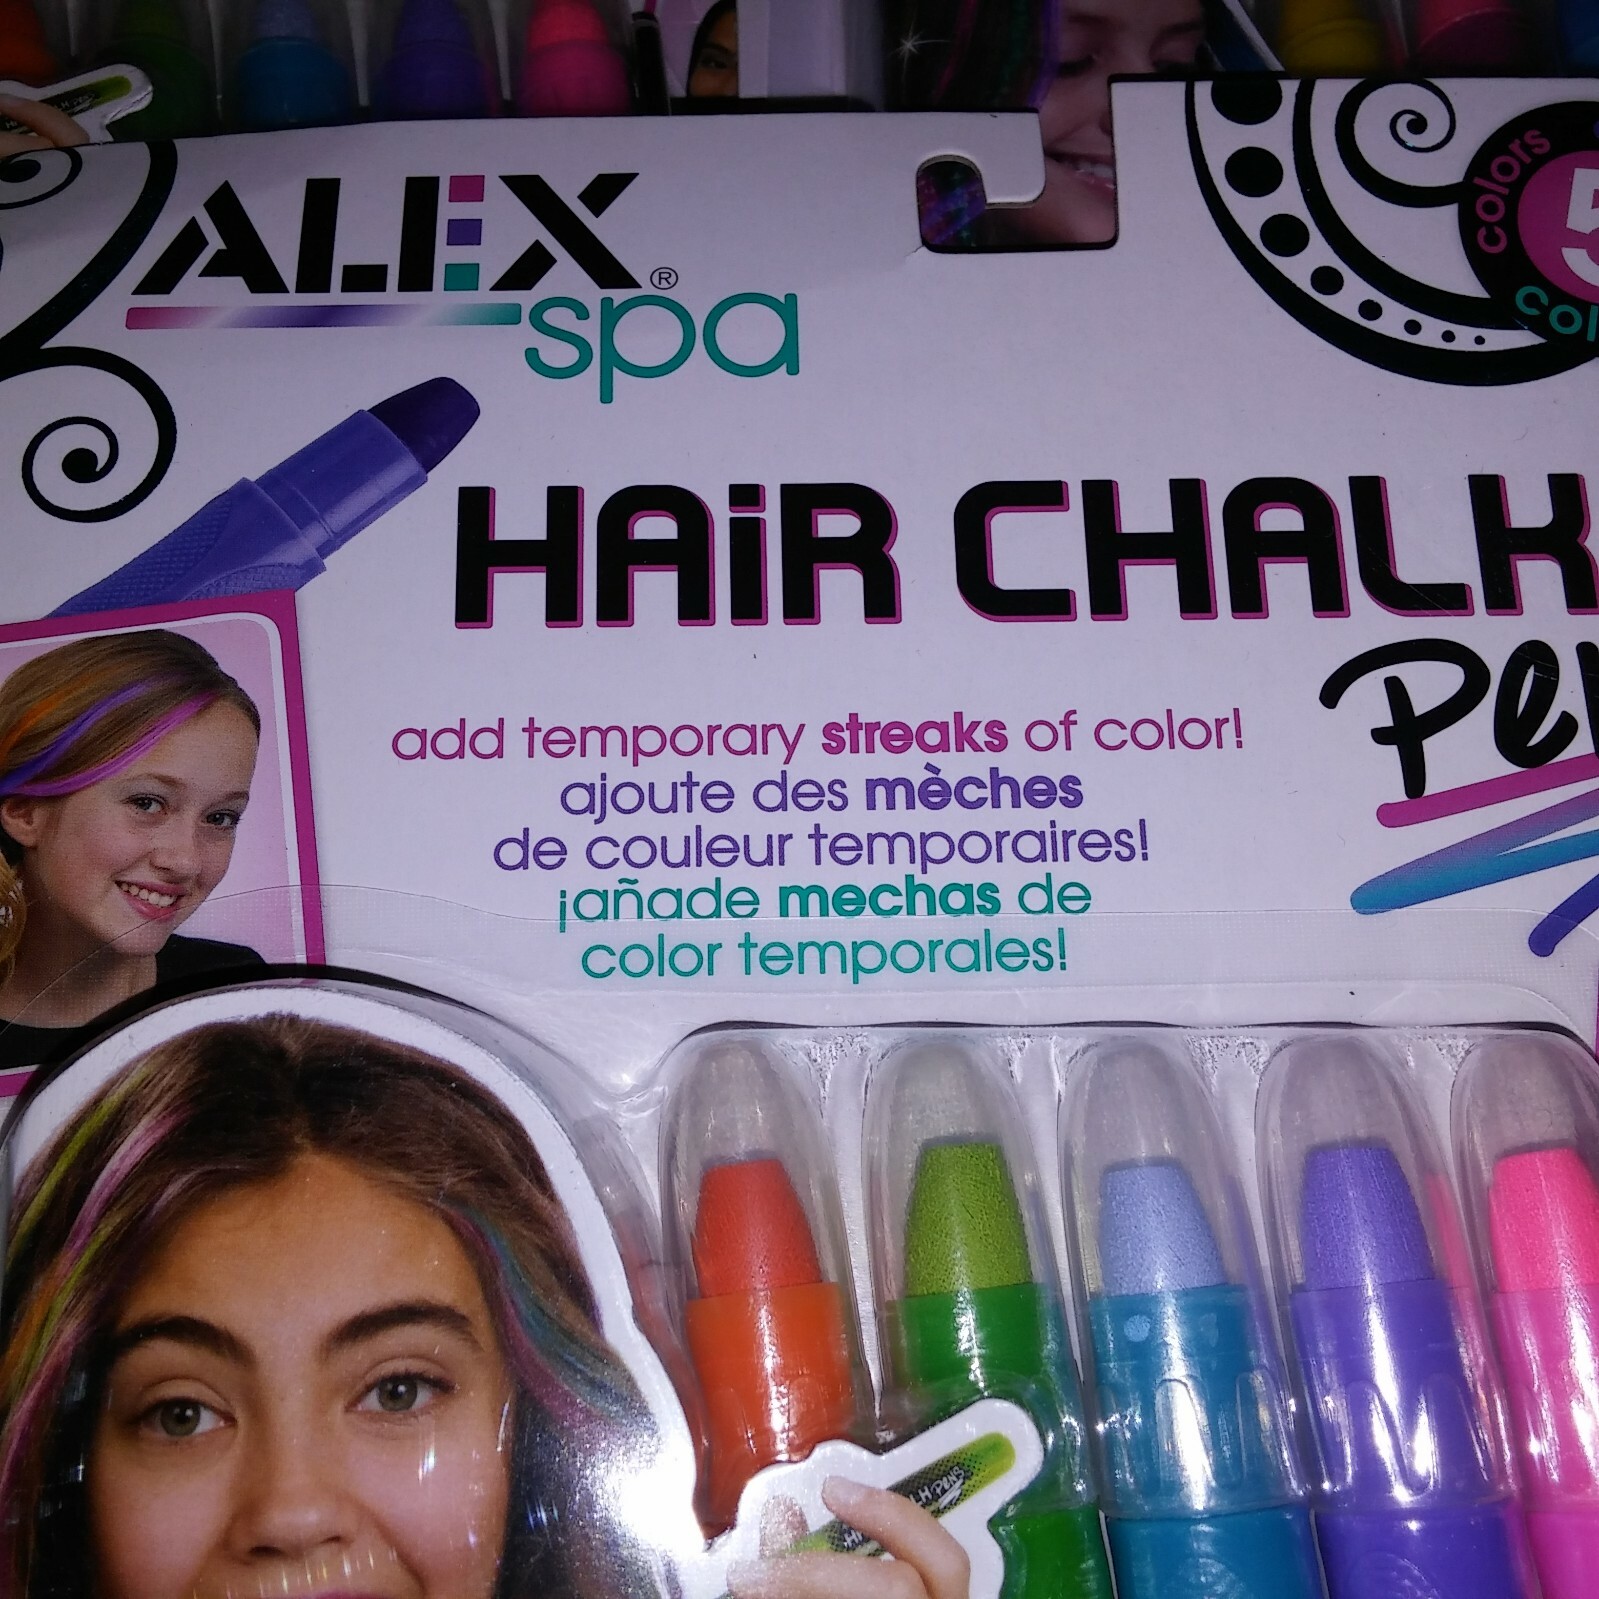 ALEX®
spa
colors
5
HAiR CHALK
add temporary streaks of color!
ajoute des mèches
de couleur temporaires!
¡añade mechas de
color temporales!